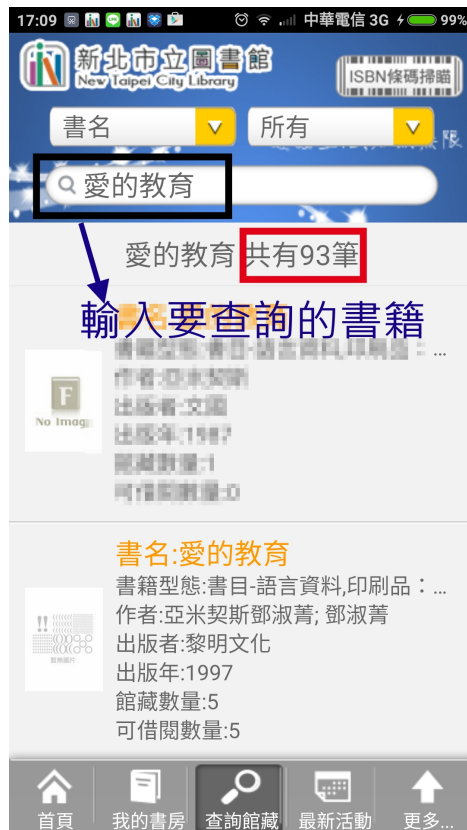 17:09
中華電信 3G
99%
新北市立圖書館
New Taipei City Library
ISBN條碼掃瞄
書名
所有
限
愛的教育
愛的教育 共有93筆
輸入要查詢的書籍
F
No Imag
書名:愛的教育
書籍型態:書目-語言資料,印刷品：...
作者:亞米契斯鄧淑菁; 鄧淑菁
出版者:黎明文化
出版年:1997
館藏數量:5
可借閱數量:5
首頁
我的書房
查詢館藏
最新活動
更多...